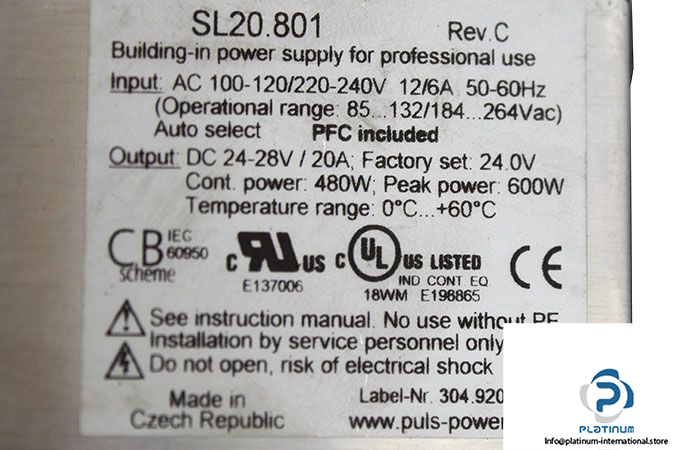 SL20.801 Rev.C
Building-in power supply for professional use
Input: AC 100-120/220-240V 12/6A 50-60Hz
(Operational range: 85...132/184...264Vac)
Auto select PFC included
Output: DC 24-28V / 20A; Factory set: 24.0V
Cont. power: 480W; Peak power: 600W
Temperature range: 0°C...+60°C
CB IEC 60950 scheme
c RU US E137006
c UL US LISTED
IND CONT EQ
18WM E198865
CE
See instruction manual. No use without PE
Installation by service personnel only
Do not open, risk of electrical shock
Made in Czech Republic
Label-Nr. 304.920
www.puls-power
PLATINUM
info@platinum-international.store